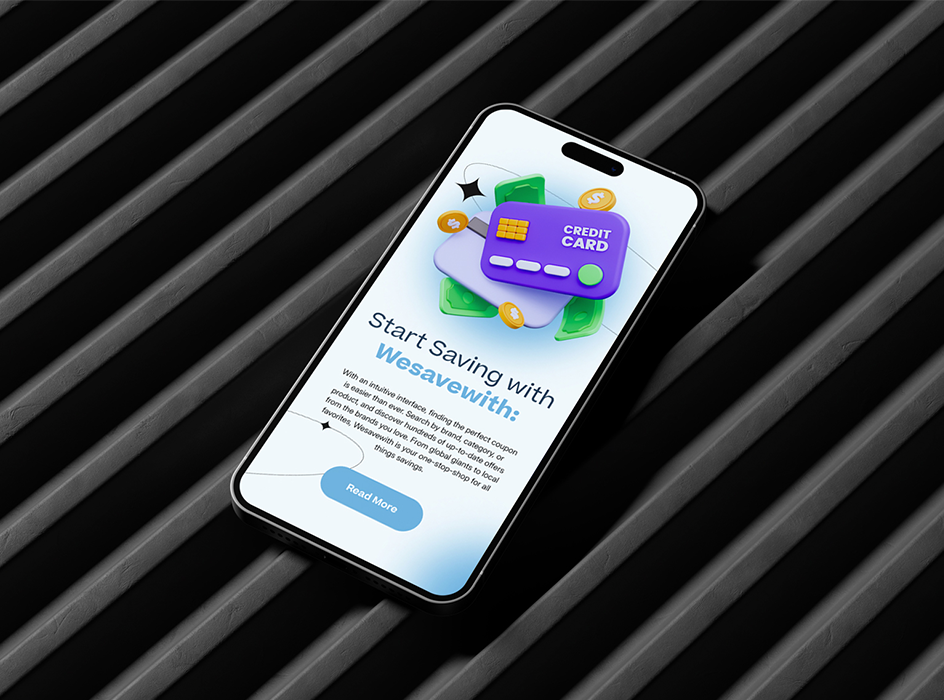 CREDIT
CARD
Start Saving with
Wesavewith:
With an intuitive interface, finding the perfect coupon
is easier than ever. Search by brand, category, or
product, and discover hundreds of up-to-date offers
from the brands you love. From global giants to local
favorites, Wesavewith is your one-stop-shop for all
things savings.
Read More